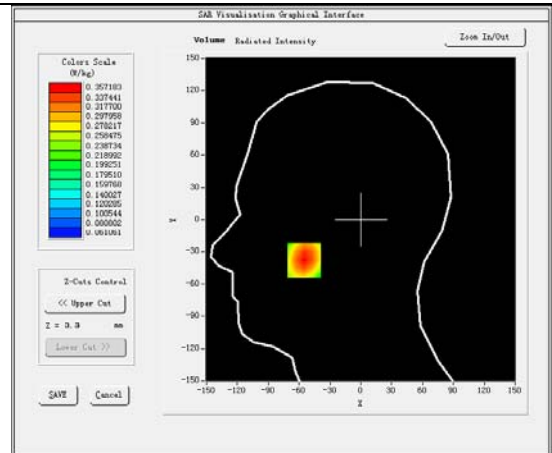 SAR Visualisation Graphical Interface
Volume Radiated Intensity
Zoom In/Out
Colors Scale
(W/kg)
0.357183
0.337441
0.317700
0.297958
0.278217
0.258475
0.238734
0.218992
0.199251
0.179510
0.159768
0.140027
0.120285
0.100544
0.080802
0.061061
Z-Cuts Control
<< Upper Cut
Z = 3.3 mm
Lower Cut >>
SAVE Cancel
150
120
90
60
30
Y 0
-30
-60
-90
-120
-150
-150 -120 -90 -60 -30 0 30 60 90 120 150
X